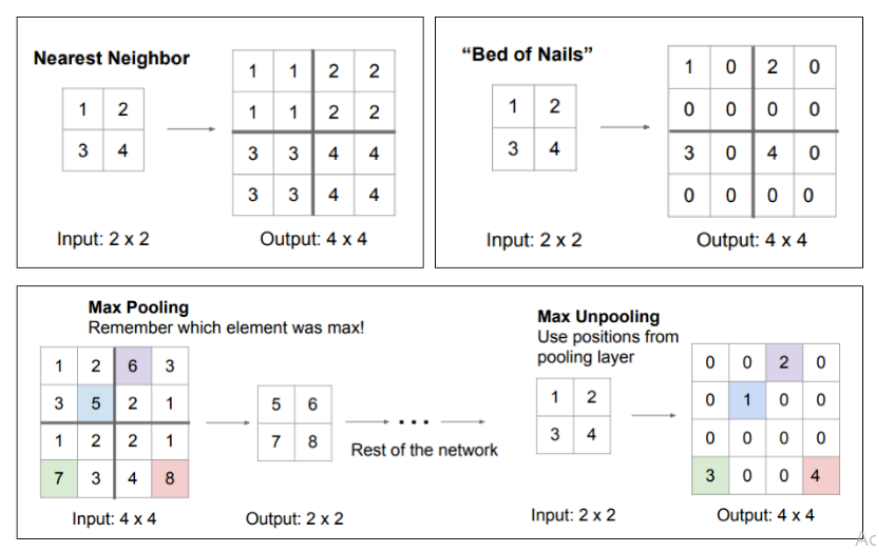 Nearest Neighbor
1 2
3 4
1 1 2 2
1 1 2 2
3 3 4 4
3 3 4 4
Input: 2 x 2
Output: 4 x 4
“Bed of Nails”
1 2
3 4
1 0 2 0
0 0 0 0
3 0 4 0
0 0 0 0
Input: 2 x 2
Output: 4 x 4
Max Pooling
Remember which element was max!
1 2 6 3
3 5 2 1
1 2 2 1
7 3 4 8
Input: 4 x 4
5 6
7 8
Output: 2 x 2
...
Rest of the network
Max Unpooling
Use positions from
pooling layer
1 2
3 4
Input: 2 x 2
0 0 2 0
0 1 0 0
0 0 0 0
3 0 0 4
Output: 4 x 4
Ac